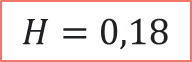 H = 0,18